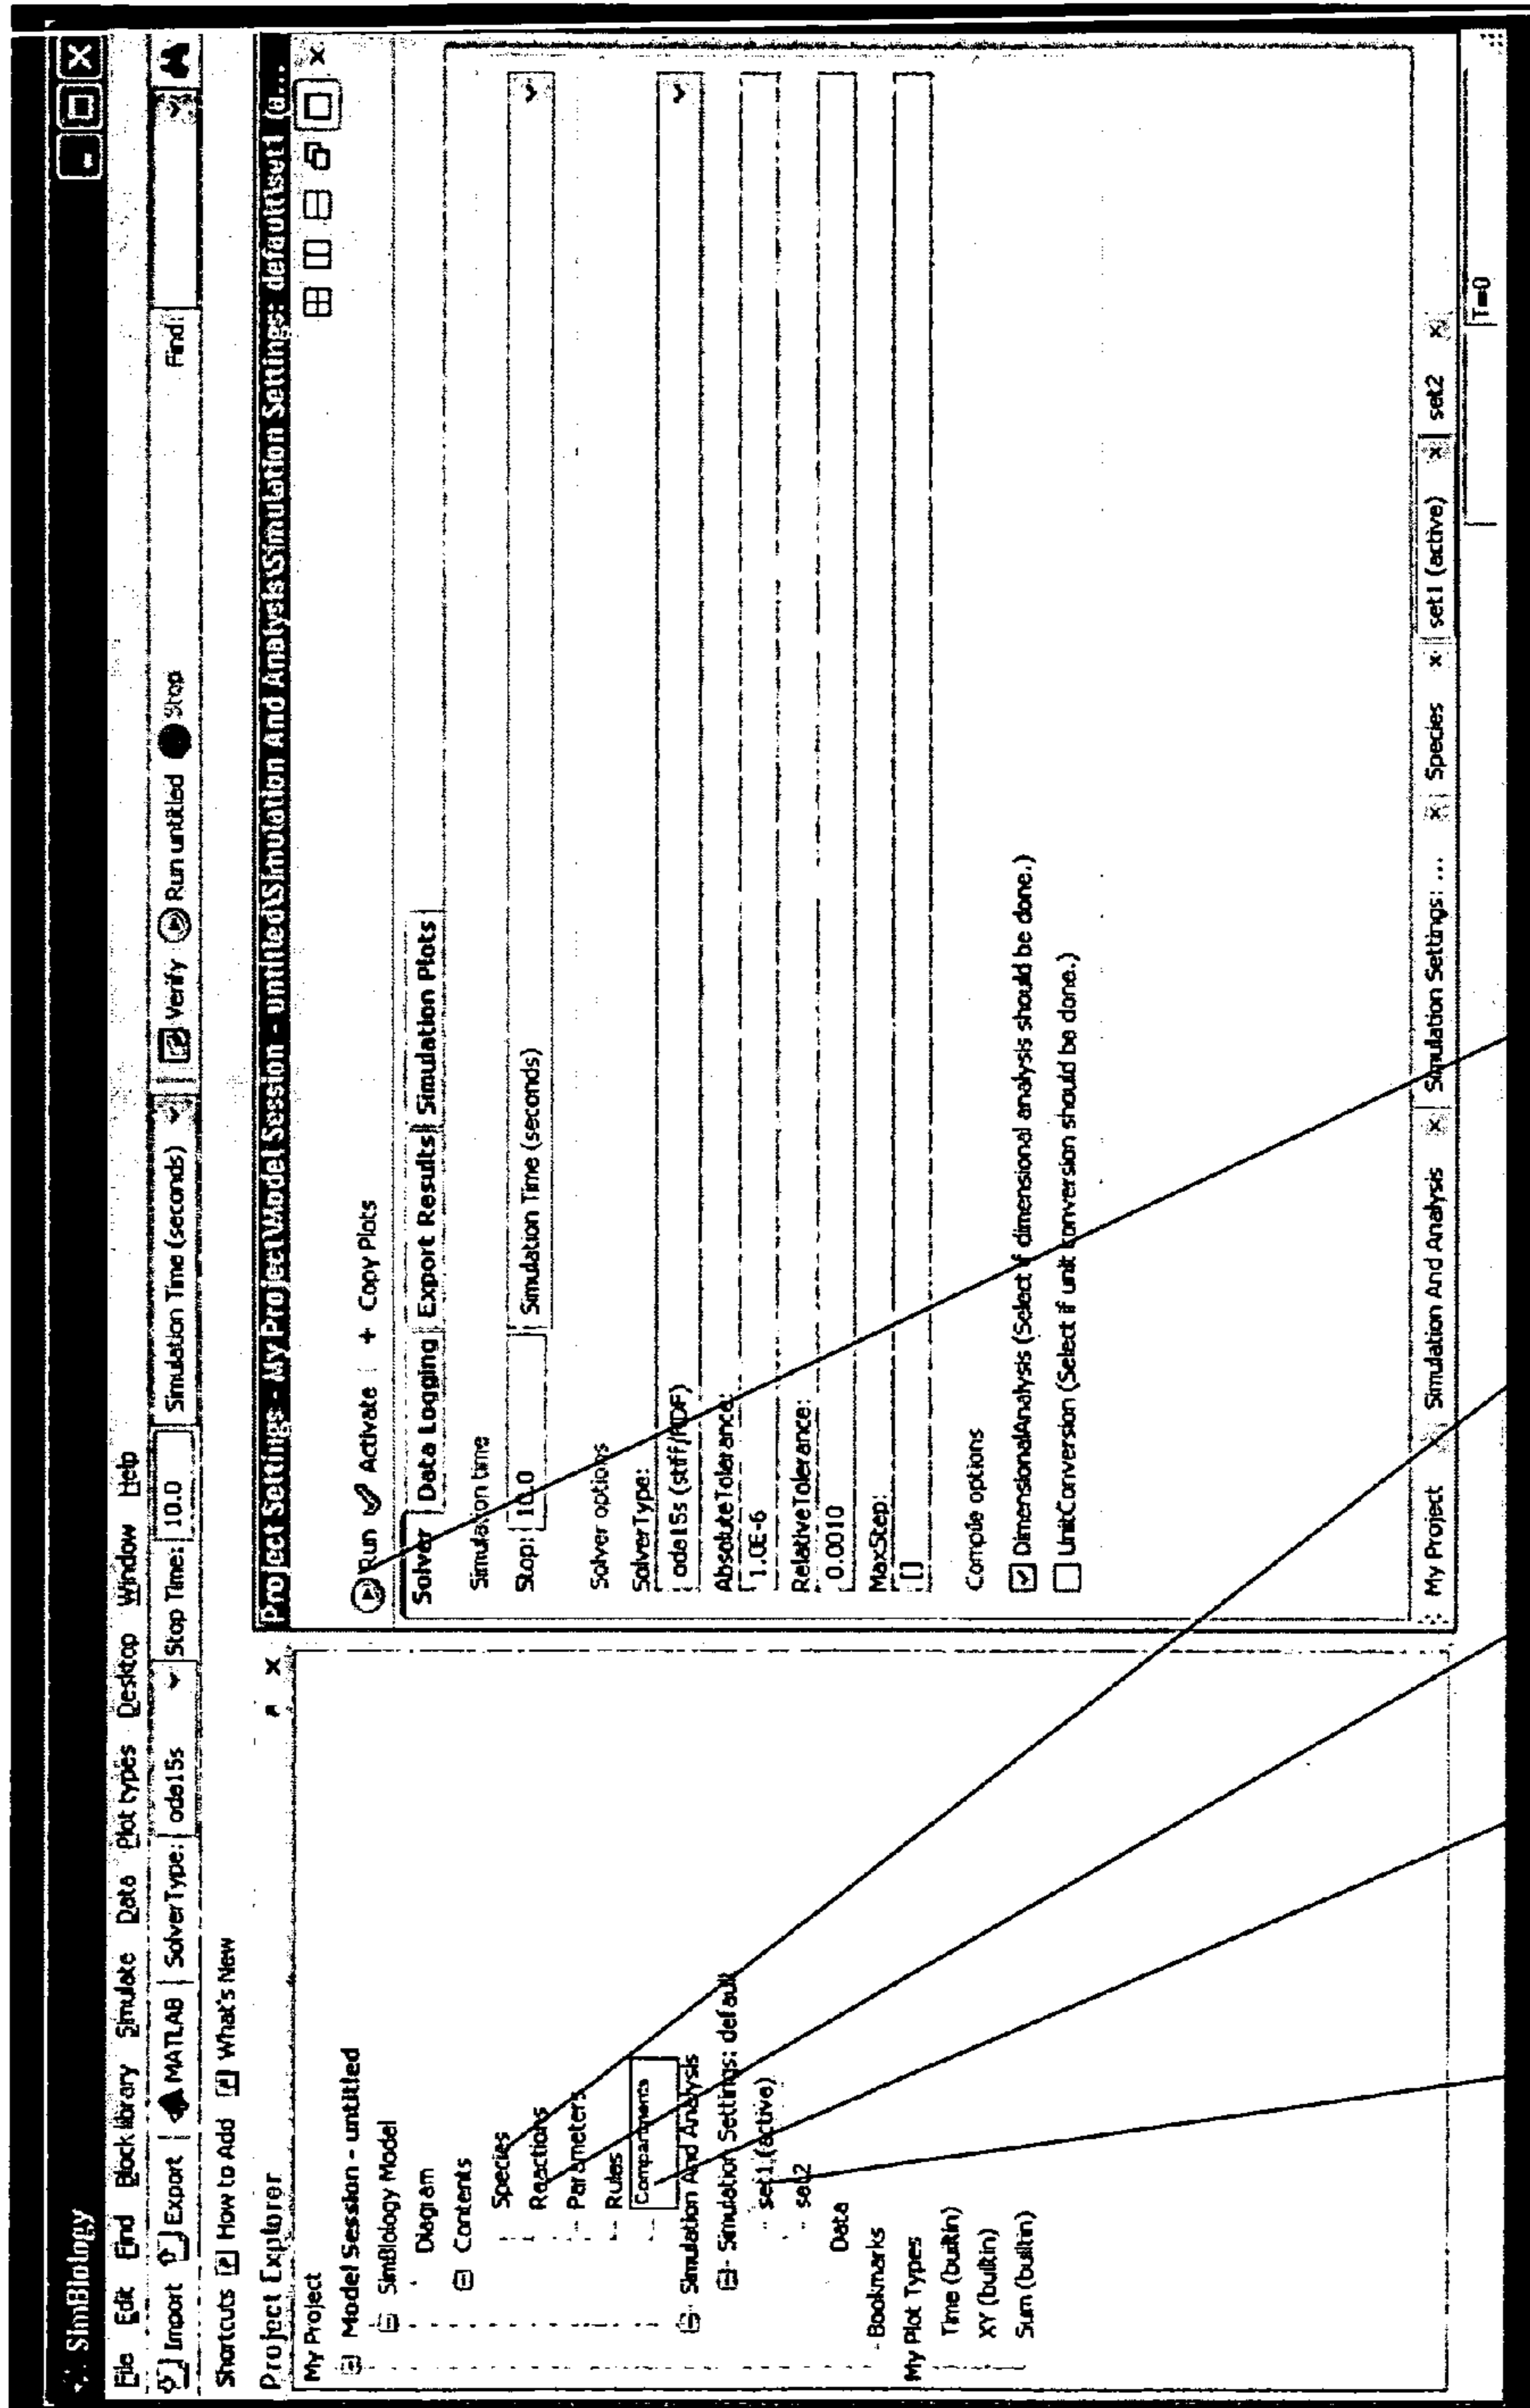 SimBiology
File Edit Find Block library Simulate Data Plot types Desktop Window Help
Import Export MATLAB SolverType: ode15s Stop Time: 10.0 Simulation Time (seconds) Verify Run untitled Stop Find:
Shortcuts How to Add What's New
Project Explorer
My Project
Model Session - untitled
SimBiology Model
Diagram
Contents
Species
Reactions
Parameters
Rules
Compartments
Simulation And Analysis
Simulation Settings: default
set1 (active)
set2
Data
Bookmarks
My Plot Types
Time (builtin)
XY (builtin)
Sum (builtin)
Project Settings - My Project\Model Session - untitled\Simulation And Analysis\Simulation Settings: default\set1 (a...
Run Activate + Copy Plots
Solver Data Logging Export Results Simulation Plots
Simulation time
Stop: 10.0 Simulation Time (seconds)
Solver options
SolverType:
ode15s (stiff/NDF)
AbsoluteTolerance:
1.0E-6
RelativeTolerance:
0.0010
MaxStep:
[]
Compile options
DimensionalAnalysis (Select if dimensional analysis should be done.)
UnitConversion (Select if unit conversion should be done.)
My Project x Simulation And Analysis x Simulation Settings: ... x Species x set1 (active) x set2 x
T=0